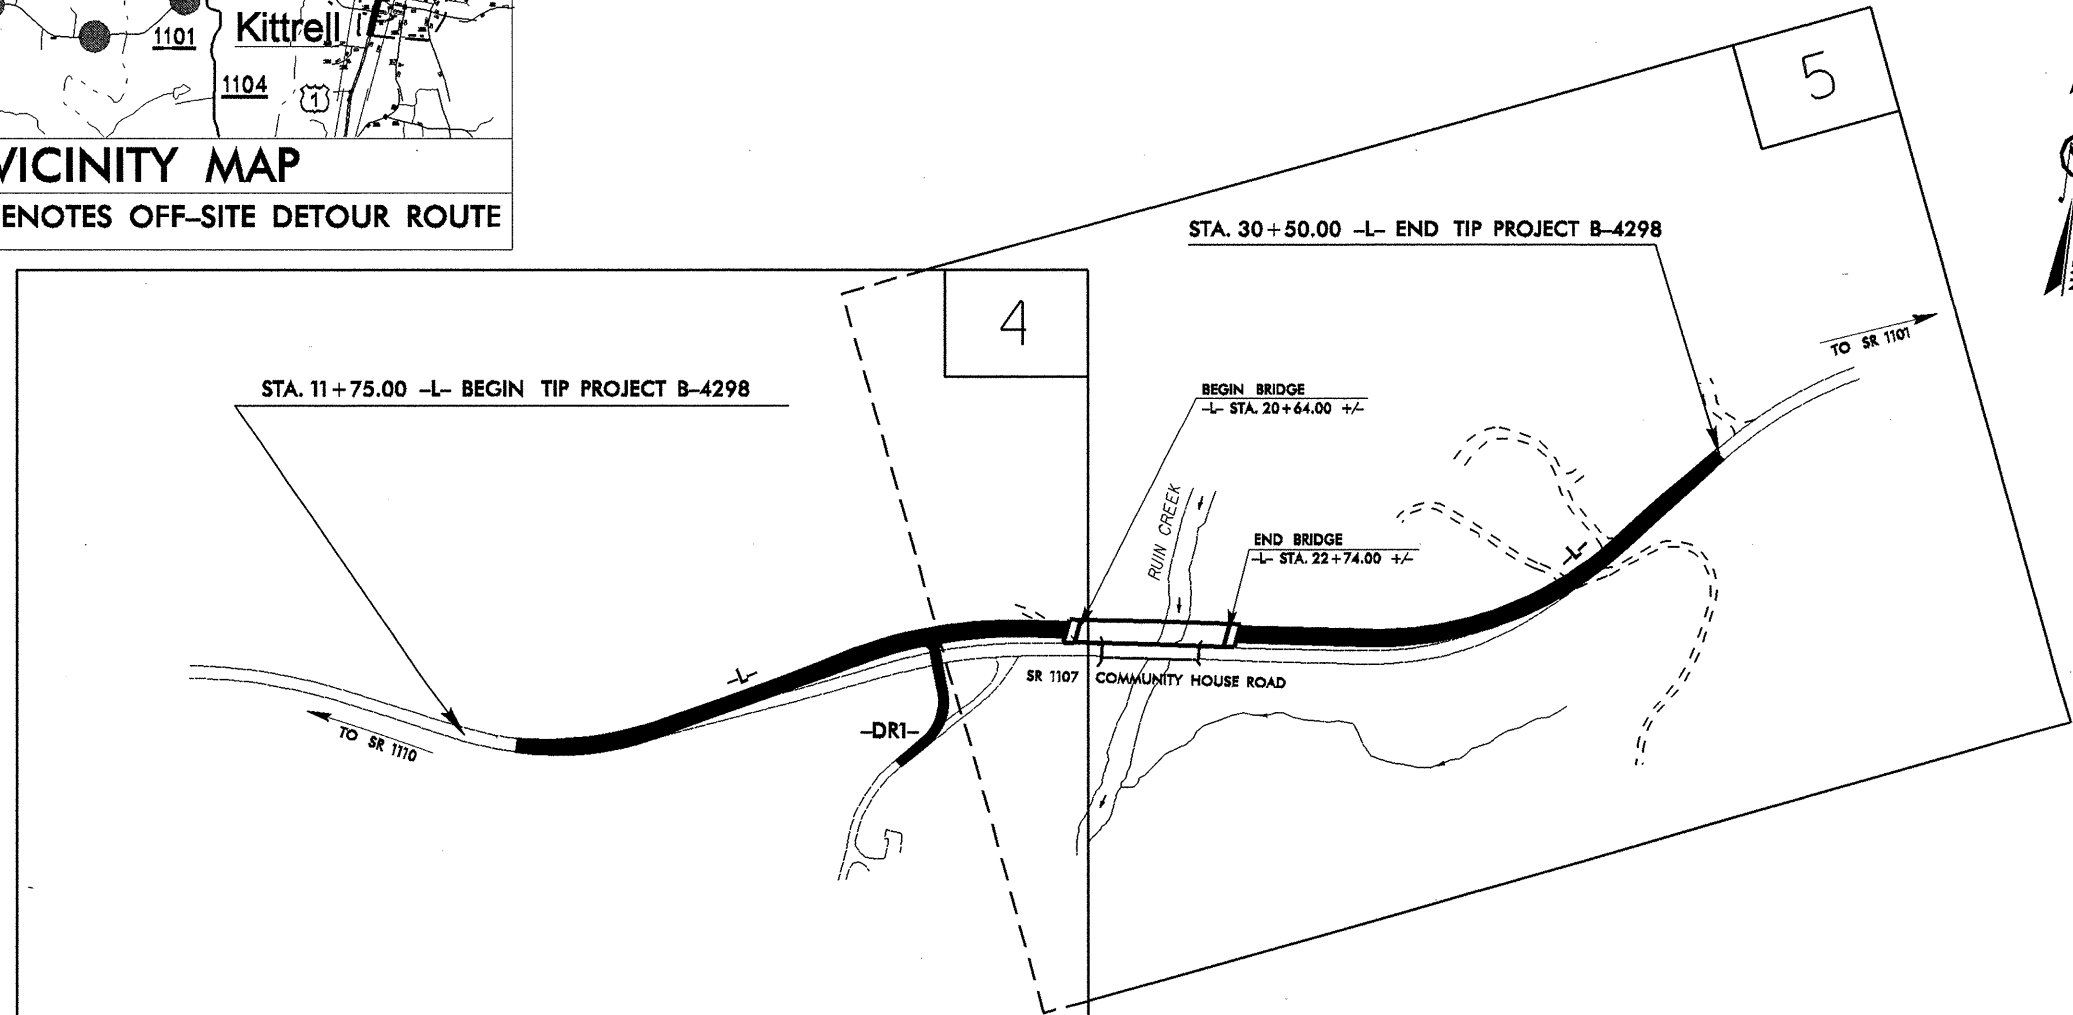 1101
Kittrell
1104
1
VICINITY MAP
ENOTES OFF-SITE DETOUR ROUTE
5
STA. 30+50.00 -L- END TIP PROJECT B-4298
4
TO SR 1101
STA. 11+75.00 -L- BEGIN TIP PROJECT B-4298
BEGIN BRIDGE
-L- STA. 20+64.00 +/-
RUIN CREEK
END BRIDGE
-L- STA. 22+74.00 +/-
-L-
-L-
SR 1107 COMMUNITY HOUSE ROAD
-DR1-
TO SR 1110